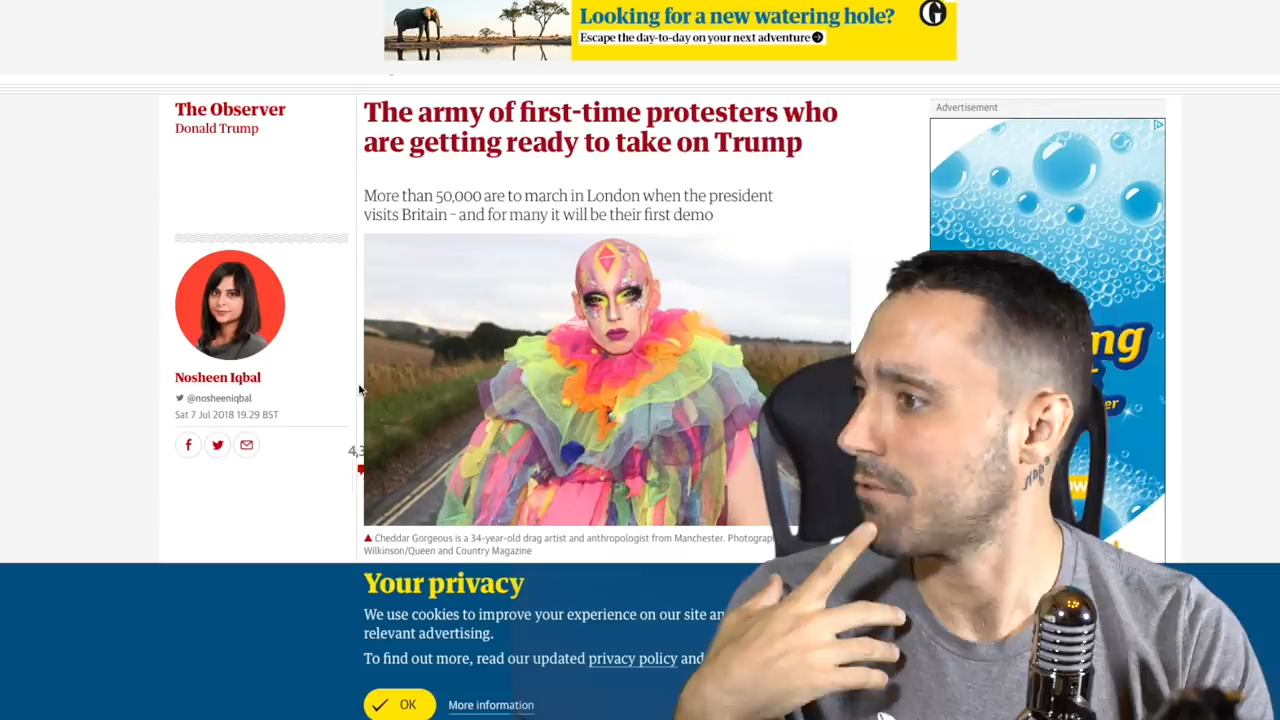 Looking for a new watering hole?
Escape the day-to-day on your next adventure
G
The Observer
Donald Trump
The army of first-time protesters who
are getting ready to take on Trump
More than 50,000 are to march in London when the president
visits Britain – and for many it will be their first demo
Nosheen Iqbal
@nosheeniqbal
Sat 7 Jul 2018 19.29 BST
4,3
Advertisement
ng
er
Cheddar Gorgeous is a 34-year-old drag artist and anthropologist from Manchester.
Wilkinson/Queen and Country Magazine
Your privacy
We use cookies to improve your experience on our site
relevant advertising.
To find out more, read our updated privacy policy and
OK
More information